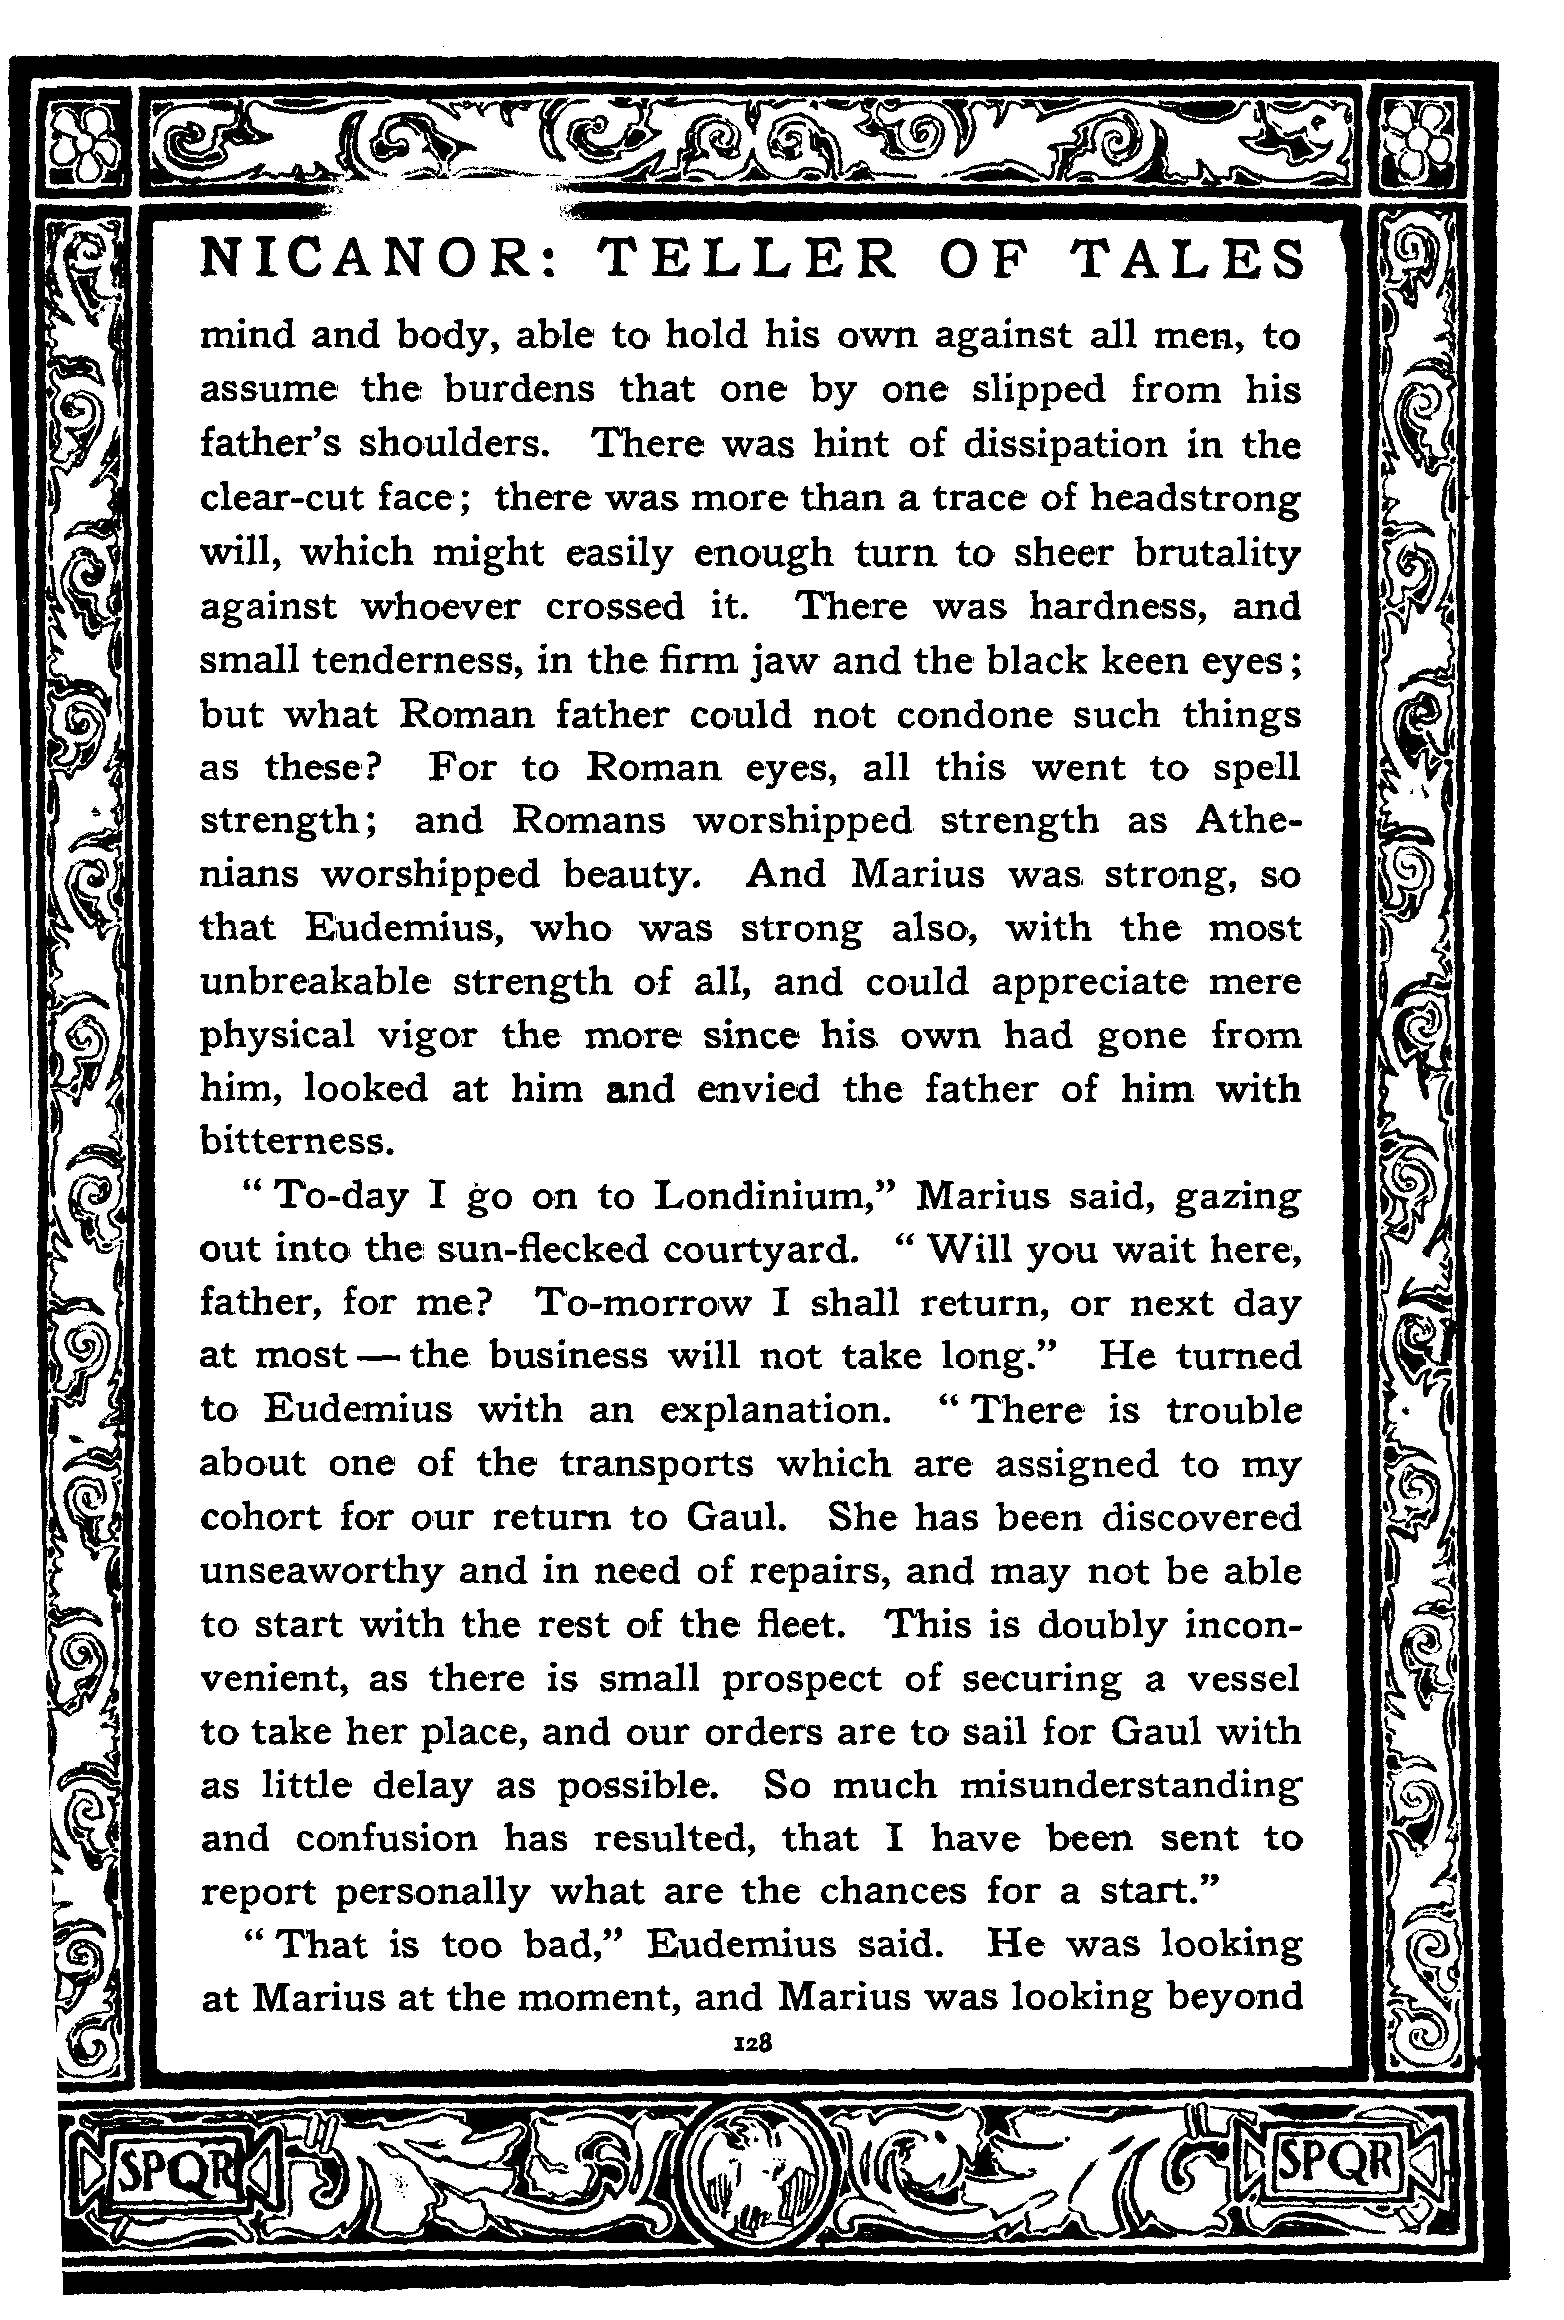 NICANOR: TELLER OF TALES
mind and body, able to hold his own against all men, to
assume the burdens that one by one slipped from his
father's shoulders. There was hint of dissipation in the
clear-cut face; there was more than a trace of headstrong
will, which might easily enough turn to sheer brutality
against whoever crossed it. There was hardness, and
small tenderness, in the firm jaw and the black keen eyes;
but what Roman father could not condone such things
as these? For to Roman eyes, all this went to spell
strength; and Romans worshipped strength as Athe-
nians worshipped beauty. And Marius was strong, so
that Eudemius, who was strong also, with the most
unbreakable strength of all, and could appreciate mere
physical vigor the more since his own had gone from
him, looked at him and envied the father of him with
bitterness.
"To-day I go on to Londinium," Marius said, gazing
out into the sun-flecked courtyard. "Will you wait here,
father, for me? To-morrow I shall return, or next day
at most — the business will not take long." He turned
to Eudemius with an explanation. "There is trouble
about one of the transports which are assigned to my
cohort for our return to Gaul. She has been discovered
unseaworthy and in need of repairs, and may not be able
to start with the rest of the fleet. This is doubly incon-
venient, as there is small prospect of securing a vessel
to take her place, and our orders are to sail for Gaul with
as little delay as possible. So much misunderstanding
and confusion has resulted, that I have been sent to
report personally what are the chances for a start."
"That is too bad," Eudemius said. He was looking
at Marius at the moment, and Marius was looking beyond
128
SPQR SPQR